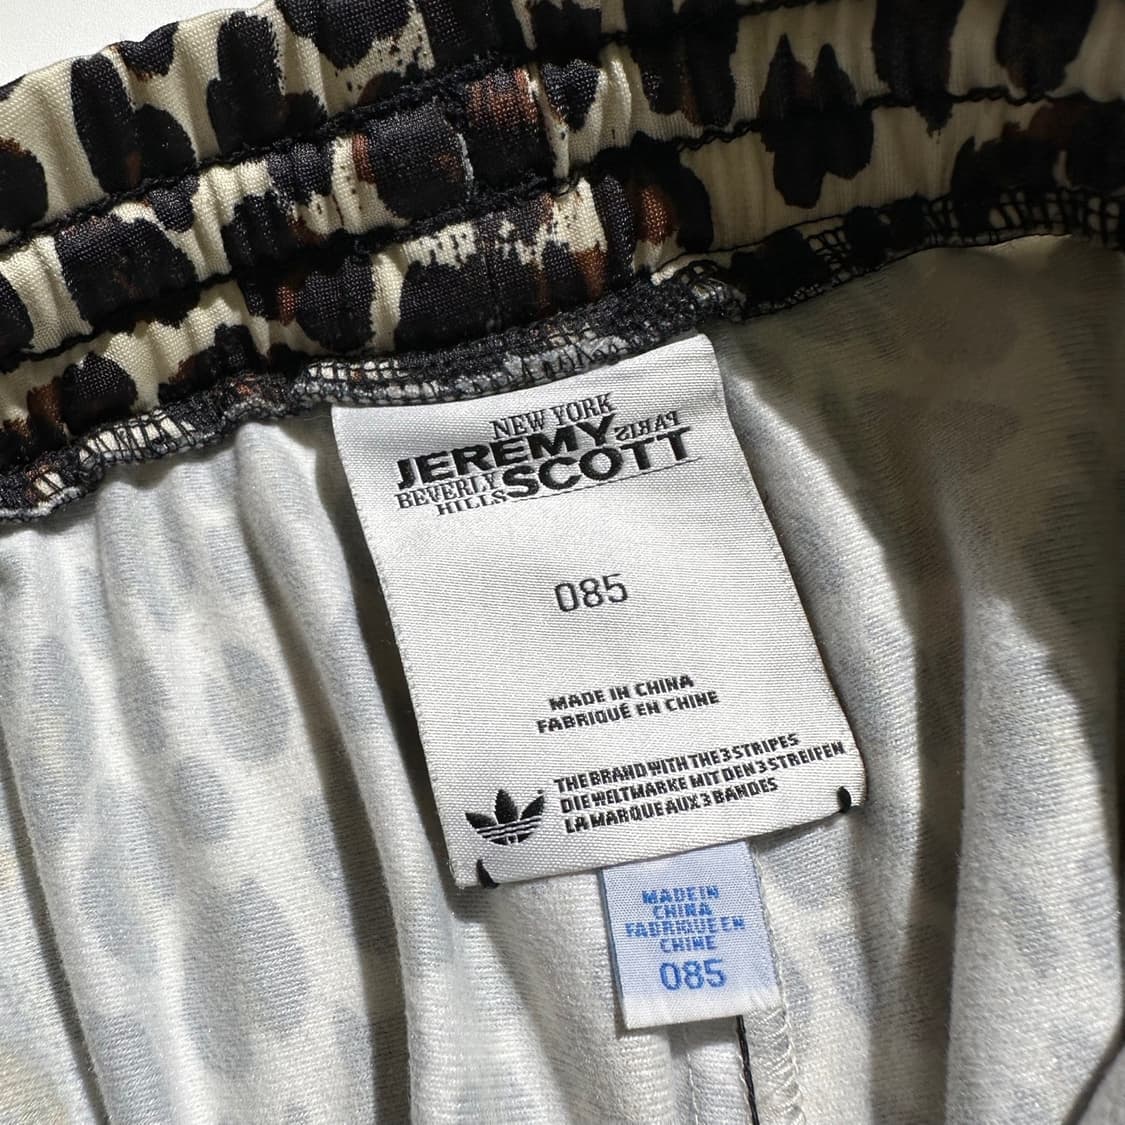 NEW YORK
JEREMY PARIS
BEVERLY SCOTT
HILLS
085
MADE IN CHINA
FABRIQUÉ EN CHINE
THE BRAND WITH THE 3 STRIPES
DIE WELTMARKE MIT DEN 3 STREIFEN
LA MARQUE AUX 3 BANDES
MADE IN
CHINA
FABRIQUE EN
CHINE
085